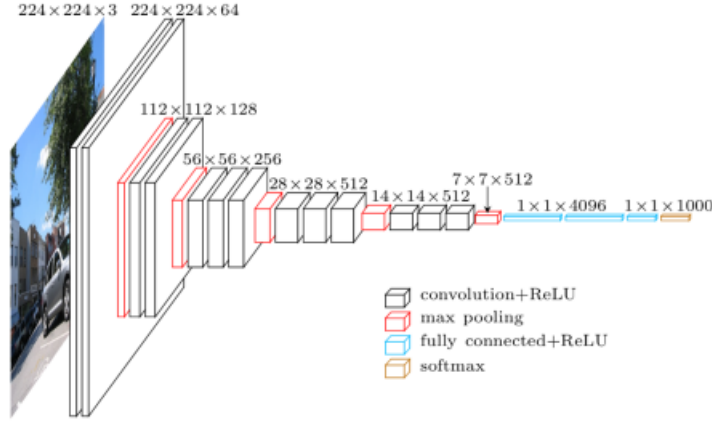 224×224×3
224×224×64
112×112×128
56×56×256
28×28×512
14×14×512
7×7×512
1×1×4096
1×1×1000
convolution+ReLU
max pooling
fully connected+ReLU
softmax